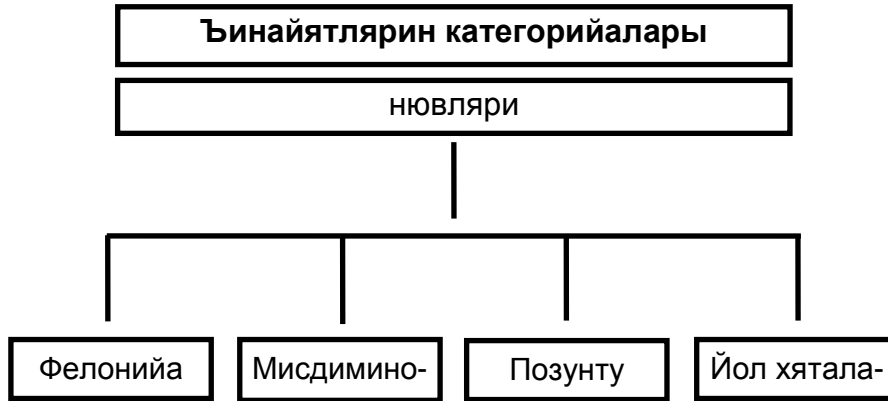 Ъинайятлярин категорийалары
нювляри
Фелонийа
Мисдимино-
Позунту
Йол хятала-